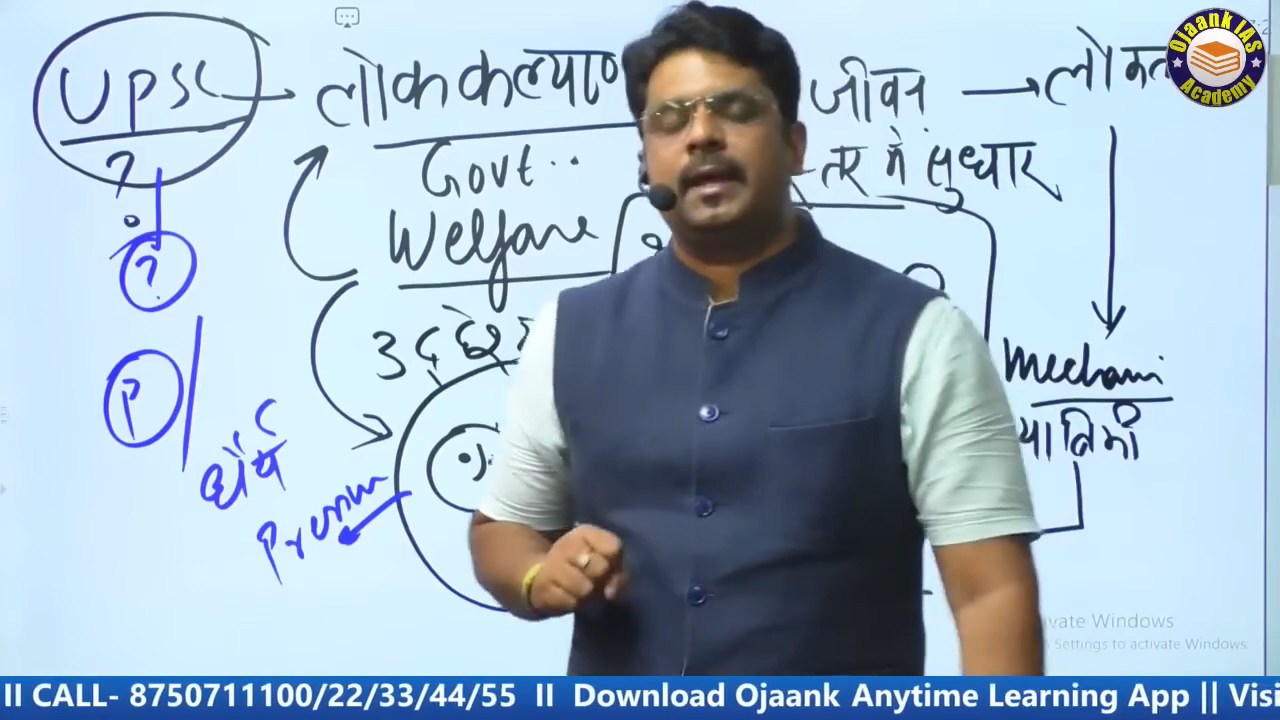 UPSC → लोककल्याण
जीवन → लोकत
Ojaank IAS
Academy
?
Govt..
तर में सुधार
Welfare
?
उद्देश्य
Mechani
P
धैर्य
vate Windows
Settings to activate Windows.
II CALL- 8750711100/22/33/44/55 II Download Ojaank Anytime Learning App || Visi